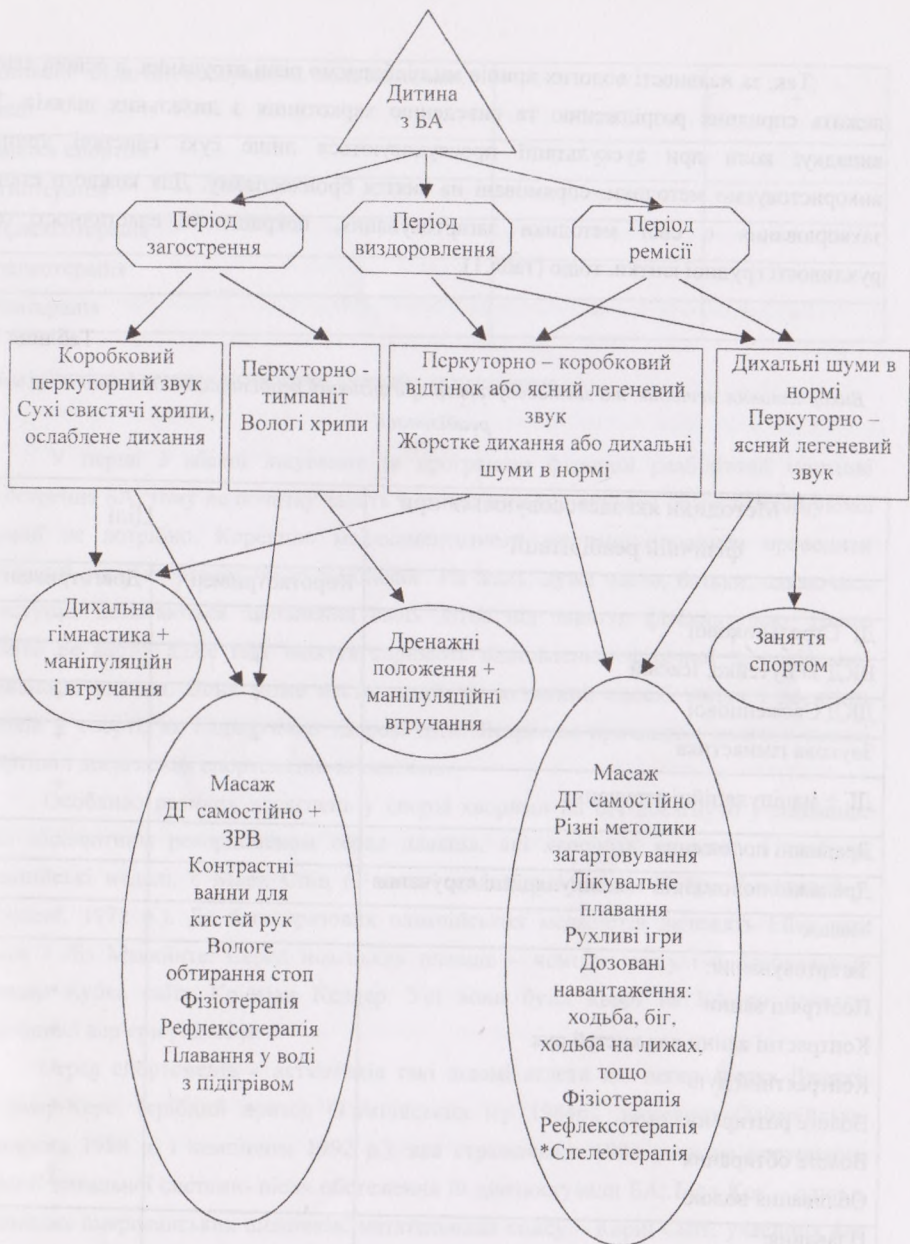 Дитина
з БА
Період
загострення
Період
виздоровлення
Період
ремісії
Коробковий
перкуторний звук
Сухі свистячі хрипи,
ослаблене дихання
Перкуторно -
тимпаніт
Вологі хрипи
Перкуторно – коробковий
відтінок або ясний легеневий
звук
Жорстке дихання або дихальні
шуми в нормі
Дихальні шуми в
нормі
Перкуторно –
ясний легеневий
звук
Дихальна
гімнастика +
маніпуляційн
і втручання
Дренажні
положення +
маніпуляційні
втручання
Заняття
спортом
Масаж
ДГ самостійно +
ЗРВ
Контрастні
ванни для
кистей рук
Вологе
обтирання стоп
Фізіотерапія
Рефлексотерапія
Плавання у воді
з підігрівом
Масаж
ДГ самостійно
Різні методики
загартовування
Лікувальне
плавання
Рухливі ігри
Дозовані
навантаження:
ходьба, біг,
ходьба на лижах,
тощо
Фізіотерапія
Рефлексотерапія
*Спелеотерапія